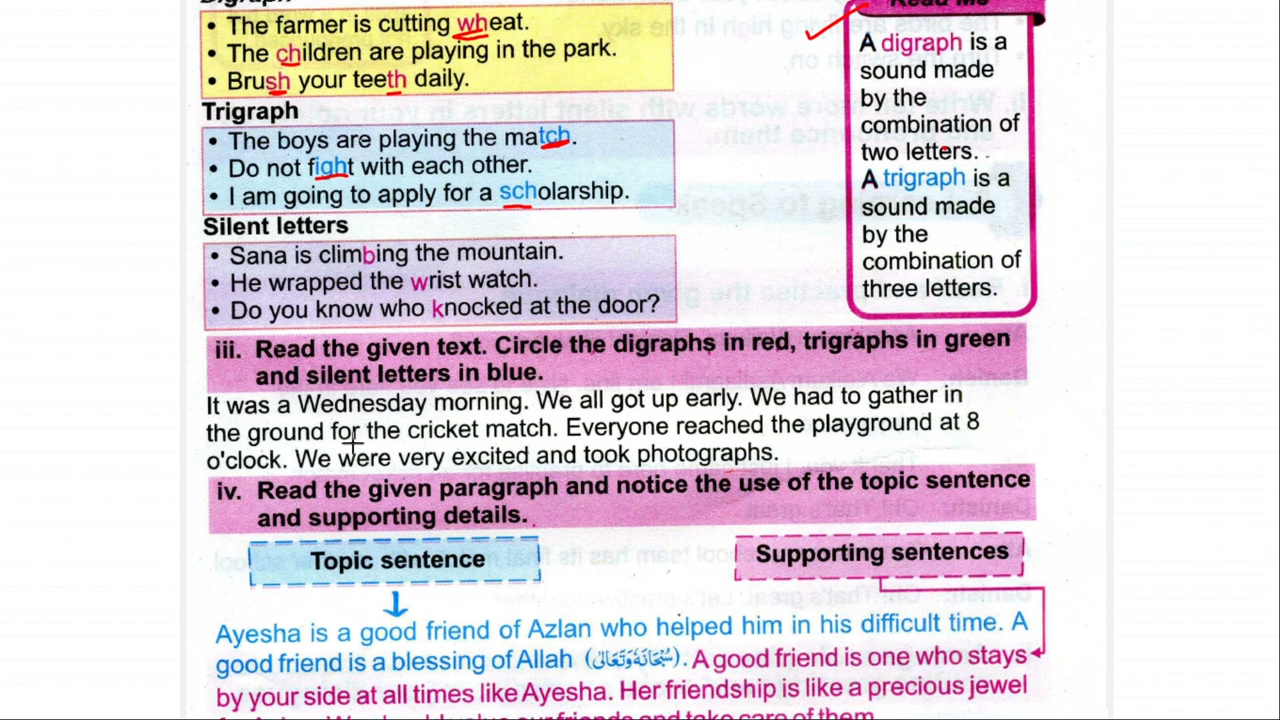 Digraph
• The farmer is cutting wheat.
• The children are playing in the park.
• Brush your teeth daily.
Trigraph
• The boys are playing the match.
• Do not fight with each other.
• I am going to apply for a scholarship.
Silent letters
• Sana is climbing the mountain.
• He wrapped the wrist watch.
• Do you know who knocked at the door?
Read Me
A digraph is a
sound made
by the
combination of
two letters.
A trigraph is a
sound made
by the
combination of
three letters.
iii. Read the given text. Circle the digraphs in red, trigraphs in green
and silent letters in blue.
It was a Wednesday morning. We all got up early. We had to gather in
the ground for the cricket match. Everyone reached the playground at 8
o'clock. We were very excited and took photographs.
iv. Read the given paragraph and notice the use of the topic sentence
and supporting details.
Topic sentence
Supporting sentences
Ayesha is a good friend of Azlan who helped him in his difficult time. A
good friend is a blessing of Allah (سُبْحَانَهُ وَتَعَالٰى). A good friend is one who stays
by your side at all times like Ayesha. Her friendship is like a precious jewel
our friends and take care of them.